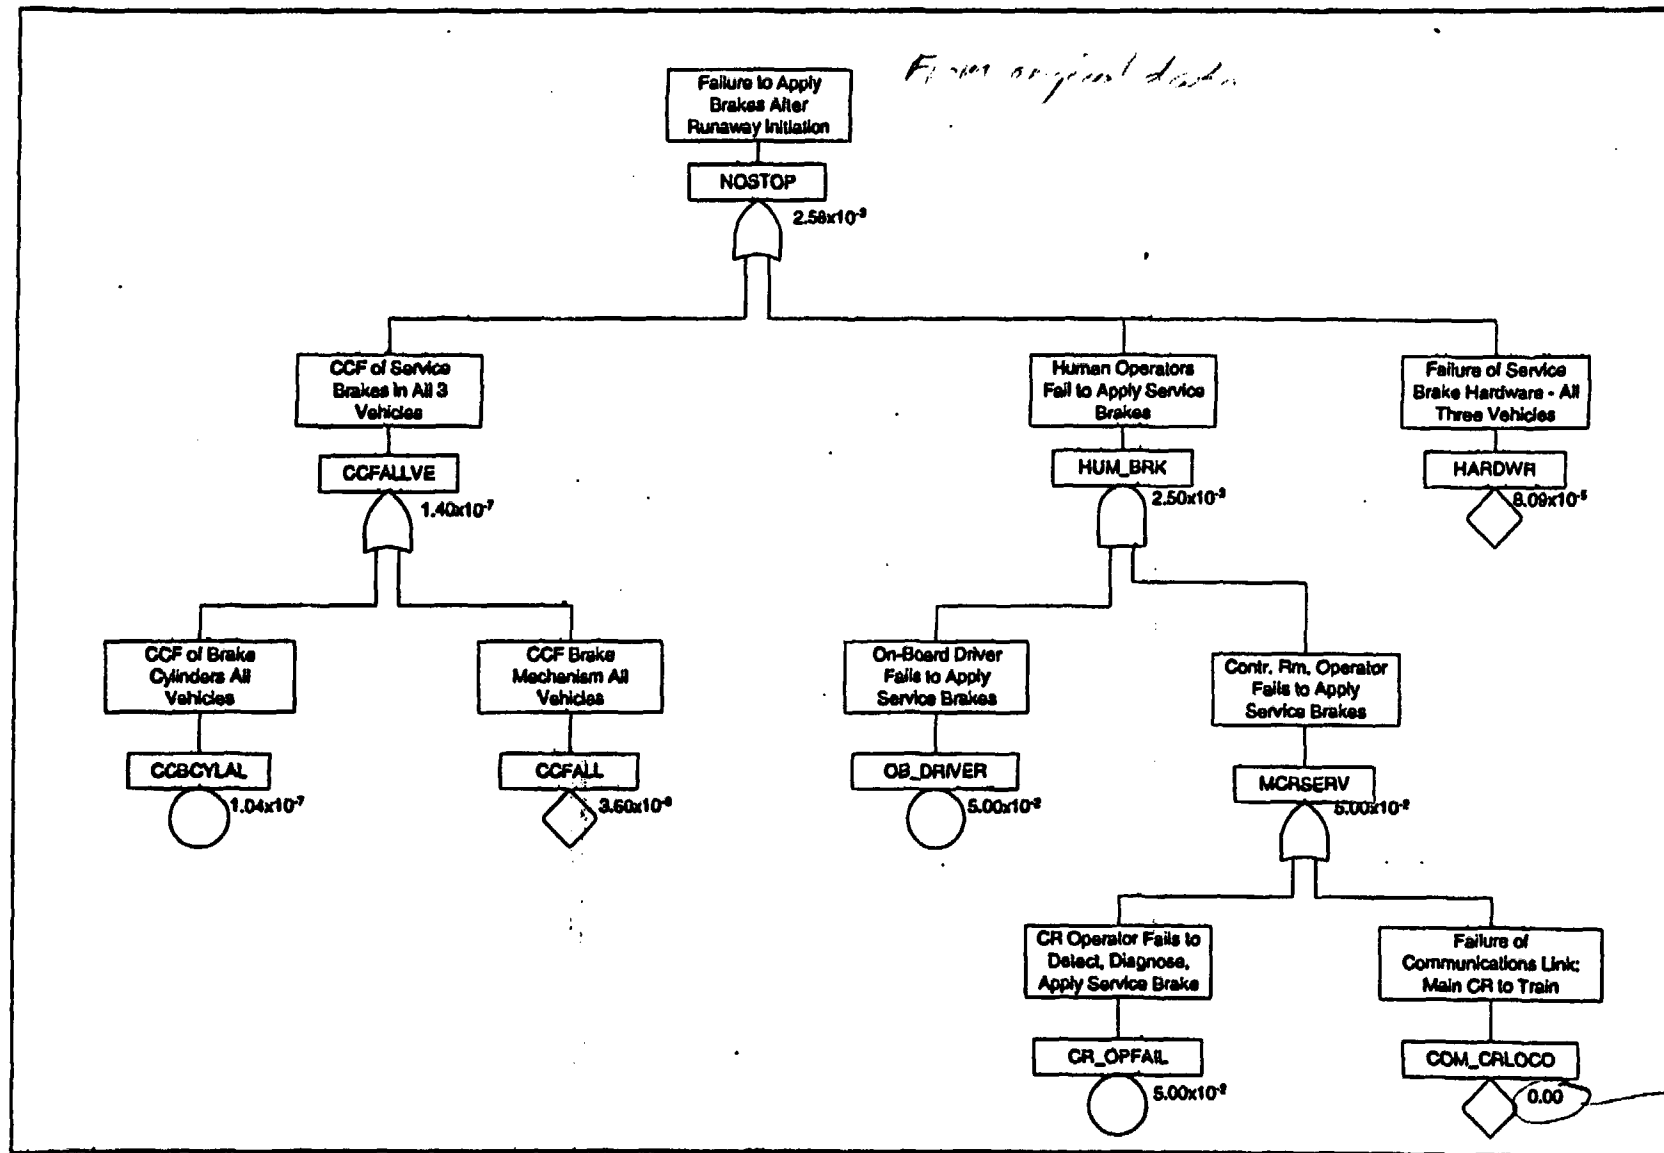 From original data
Failure to Apply
Brakes After
Runaway Initiation
NOSTOP
2.58x10⁻³
CCF of Service
Brakes in All 3
Vehicles
CCFALLVE
1.40x10⁻⁷
Human Operators
Fail to Apply Service
Brakes
HUM_BRK
2.50x10⁻³
Failure of Service
Brake Hardware - All
Three Vehicles
HARDWR
8.09x10⁻⁵
CCF of Brake
Cylinders All
Vehicles
CCBCYLAL
1.04x10⁻⁷
CCF Brake
Mechanism All
Vehicles
CCFALL
3.60x10⁻⁸
On-Board Driver
Fails to Apply
Service Brakes
OB_DRIVER
5.00x10⁻²
Contr. Rm. Operator
Fails to Apply
Service Brakes
MCRSERV
5.00x10⁻²
CR Operator Fails to
Detect, Diagnose,
Apply Service Brake
CR_OPFAIL
5.00x10⁻²
Failure of
Communications Link:
Main CR to Train
COM_CRLOCO
0.00